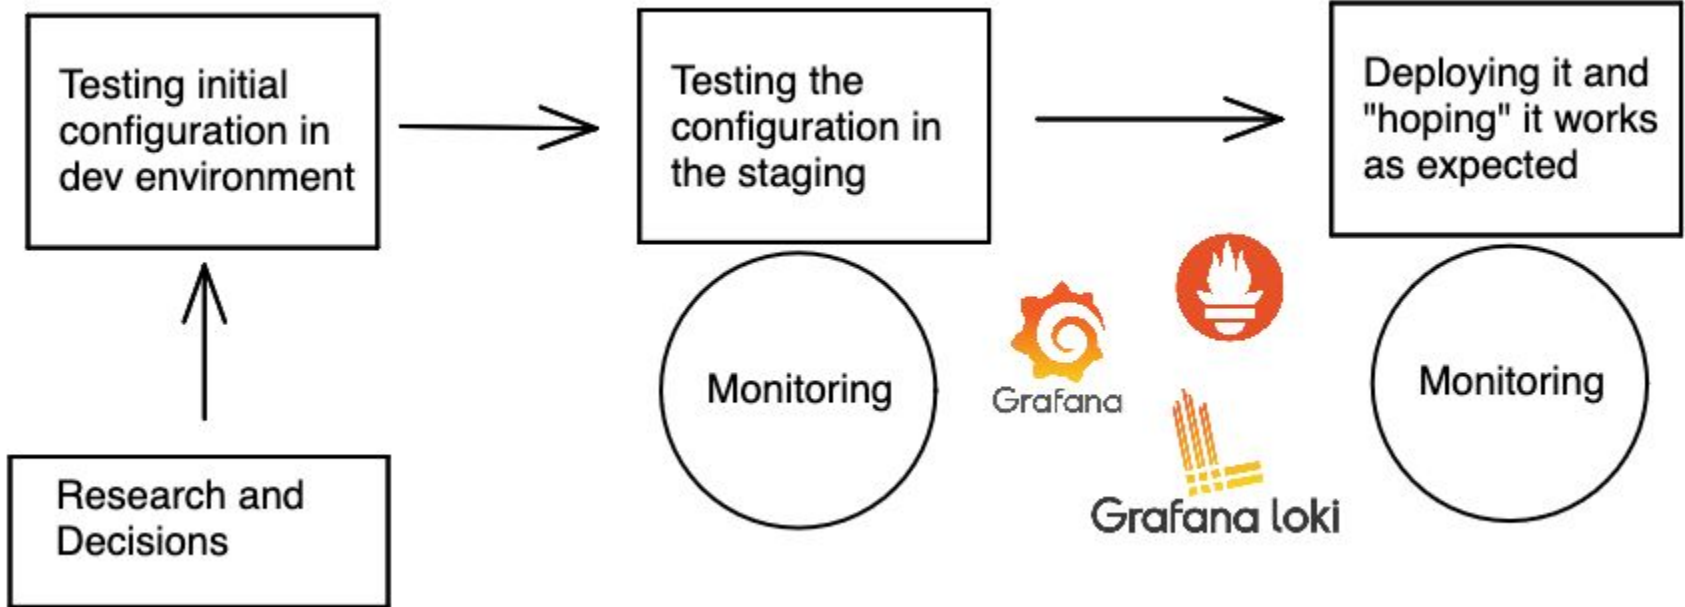 Testing initial
configuration in
dev environment
Testing the
configuration in
the staging
Deploying it and
"hoping" it works
as expected
Monitoring
Grafana
Grafana loki
Monitoring
Research and
Decisions